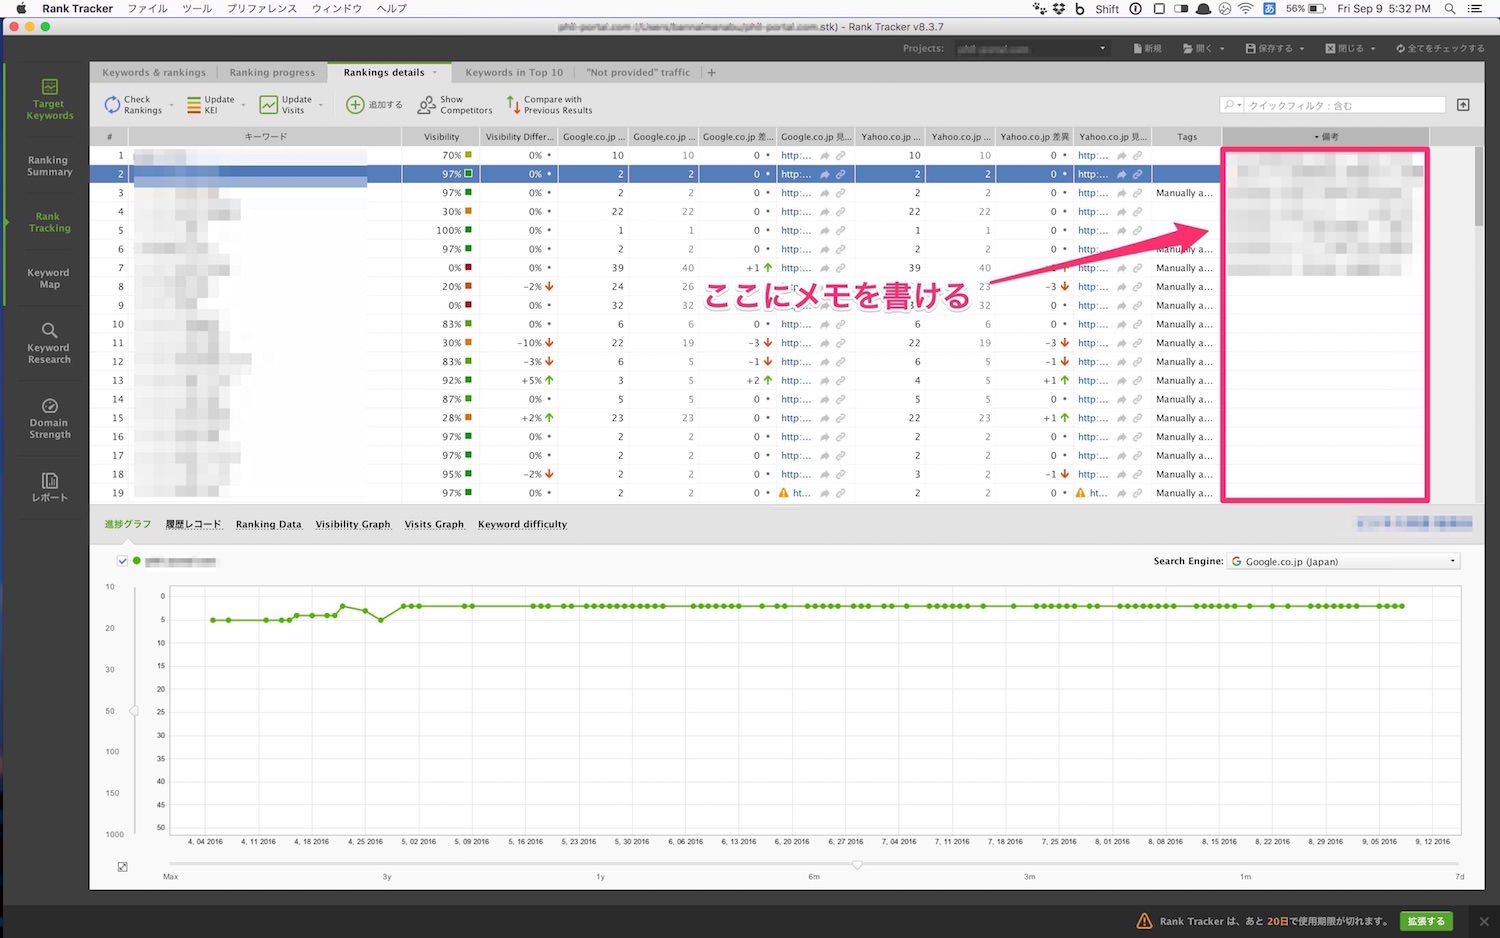 Rank Tracker ファイル ツール プリファレンス ウィンドウ ヘルプ Shift 56% Fri Sep 9 5:32 PM
.stk) - Rank Tracker v8.3.7
Projects: 新規 開く 保存する 閉じる 全てをチェックする
Keywords & rankings Ranking progress Rankings details Keywords in Top 10 "Not provided" traffic +
Check Rankings Update KEI Update Visits 追加する Show Competitors Compare with Previous Results クイックフィルタ：含む
Target Keywords
Ranking Summary
Rank Tracking
Keyword Map
Keyword Research
Domain Strength
レポート
# キーワード Visibility Visibility Differ... Google.co.jp ... Google.co.jp ... Google.co.jp 差... Google.co.jp 見... Yahoo.co.jp ... Yahoo.co.jp ... Yahoo.co.jp 差異 Yahoo.co.jp 見... Tags 備考
1 70% 0% 10 10 0 http:... 10 10 0 http:...
2 97% 0% 2 2 0 http:... 2 2 0 http:...
3 97% 0% 2 2 0 http:... 2 2 0 http:... Manually a...
4 30% 0% 22 22 0 http:... 22 22 0 http:...
5 100% 0% 1 1 0 http:... 1 1 0 http:...
6 97% 0% 2 2 0 http:... 2 2 0 http:... Manually a...
7 0% 0% 39 40 +1 http:... 39 40 http:... Manually a...
8 20% -2% 24 26 http:... 23 -3 http:... Manually a...
9 0% 0% 32 32 32 0 http:... Manually a...
10 83% 0% 6 6 0 http:... 6 6 0 http:... Manually a...
11 30% -10% 22 19 -3 http:... 22 19 -3 http:... Manually a...
12 83% -3% 6 5 -1 http:... 6 5 -1 http:... Manually a...
13 92% +5% 3 5 +2 http:... 4 5 +1 http:... Manually a...
14 87% 0% 5 5 0 http:... 5 5 0 http:... Manually a...
15 28% +2% 23 23 0 http:... 22 23 +1 http:... Manually a...
16 97% 0% 2 2 0 http:... 2 2 0 http:... Manually a...
17 97% 0% 2 2 0 http:... 2 2 0 http:... Manually a...
18 95% -2% 2 2 0 http:... 3 2 -1 http:... Manually a...
19 97% 0% 2 2 0 ht... 2 2 0 ht... Manually a...
ここにメモを書ける
進捗グラフ 履歴レコード Ranking Data Visibility Graph Visits Graph Keyword difficulty
Search Engine: Google.co.jp (Japan)
10
20
30
50
100
150
1000
0
5
10
15
20
25
30
35
40
45
50
4, 04 2016 4, 11 2016 4, 18 2016 4, 25 2016 5, 02 2016 5, 09 2016 5, 16 2016 5, 23 2016 5, 30 2016 6, 06 2016 6, 13 2016 6, 20 2016 6, 27 2016 7, 04 2016 7, 11 2016 7, 18 2016 7, 25 2016 8, 01 2016 8, 08 2016 8, 15 2016 8, 22 2016 8, 29 2016 9, 05 2016 9, 12 2016
Max 3y 1y 6m 3m 1m 7d
Rank Tracker は、あと 20日で使用期限が切れます。 拡張する